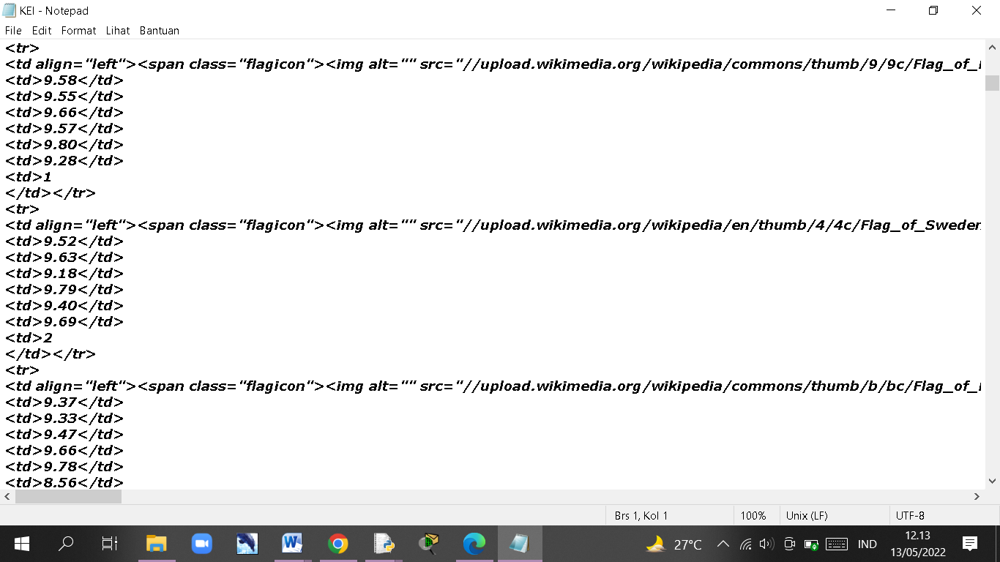 KEI - Notepad
File Edit Format Lihat Bantuan
<tr>
<td align="left"><span class="flagicon"><img alt="" src="//upload.wikimedia.org/wikipedia/commons/thumb/9/9c/Flag_of_
<td>9.58</td>
<td>9.55</td>
<td>9.66</td>
<td>9.57</td>
<td>9.80</td>
<td>9.28</td>
<td>1
</td></tr>
<tr>
<td align="left"><span class="flagicon"><img alt="" src="//upload.wikimedia.org/wikipedia/en/thumb/4/4c/Flag_of_Sweden
<td>9.52</td>
<td>9.63</td>
<td>9.18</td>
<td>9.79</td>
<td>9.40</td>
<td>9.69</td>
<td>2
</td></tr>
<tr>
<td align="left"><span class="flagicon"><img alt="" src="//upload.wikimedia.org/wikipedia/commons/thumb/b/bc/Flag_of_
<td>9.37</td>
<td>9.33</td>
<td>9.47</td>
<td>9.66</td>
<td>9.78</td>
<td>8.56</td>
Brs 1, Kol 1 100% Unix (LF) UTF-8
27°C IND 12.13
13/05/2022